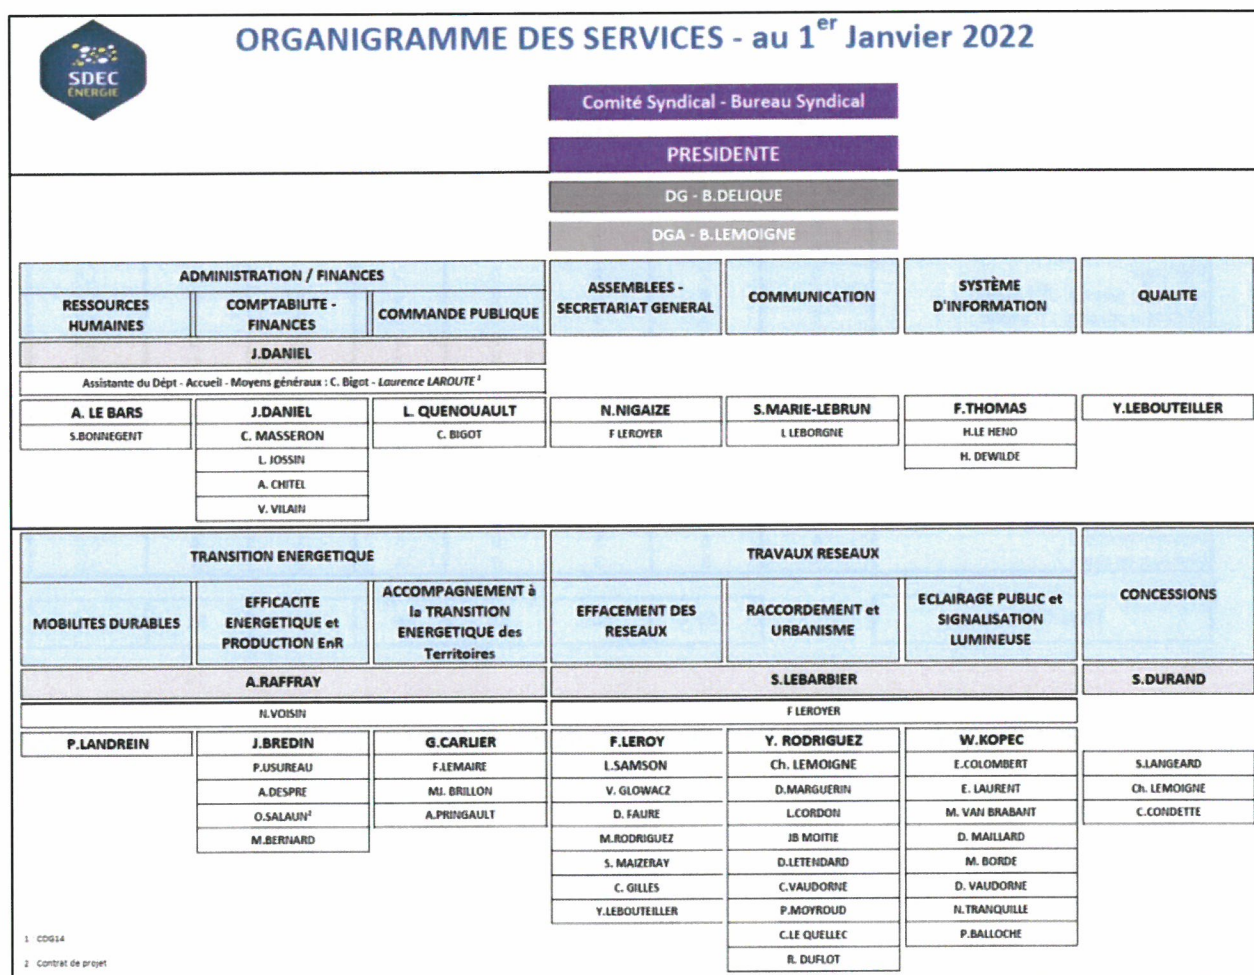 SDEC
ÉNERGIE
ORGANIGRAMME DES SERVICES - au 1er Janvier 2022
Comité Syndical - Bureau Syndical
PRESIDENTE
DG - B.DELIQUE
DGA - B.LEMOIGNE
ADMINISTRATION / FINANCES
RESSOURCES
HUMAINES
COMPTABILITE -
FINANCES
COMMANDE PUBLIQUE
ASSEMBLEES -
SECRETARIAT GENERAL
COMMUNICATION
SYSTÈME
D'INFORMATION
QUALITE
J.DANIEL
Assistante du Dépt - Accueil - Moyens généraux : C. Bigot - Laurence LAROUTE 1
A. LE BARS
S.BONNEGENT
J.DANIEL
C. MASSERON
L. JOSSIN
A. CHITEL
V. VILAIN
L. QUENOUAULT
C. BIGOT
N.NIGAIZE
F LEROYER
S.MARIE-LEBRUN
L LEBORGNE
F.THOMAS
H.LE HENO
H. DEWILDE
Y.LEBOUTEILLER
TRANSITION ENERGETIQUE
MOBILITES DURABLES
EFFICACITE
ENERGETIQUE et
PRODUCTION EnR
ACCOMPAGNEMENT à
la TRANSITION
ENERGETIQUE des
Territoires
TRAVAUX RESEAUX
EFFACEMENT DES
RESEAUX
RACCORDEMENT et
URBANISME
ECLAIRAGE PUBLIC et
SIGNALISATION
LUMINEUSE
CONCESSIONS
A.RAFFRAY
S.LEBARBIER
S.DURAND
N.VOISIN
F LEROYER
P.LANDREIN
J.BREDIN
P.USUREAU
A.DESPRE
O.SALAUN2
M.BERNARD
G.CARLIER
F.LEMAIRE
MJ. BRILLON
A.PRINGAULT
F.LEROY
L.SAMSON
V. GLOWACZ
D. FAURE
M.RODRIGUEZ
S. MAIZERAY
C. GILLES
Y.LEBOUTEILLER
Y. RODRIGUEZ
Ch. LEMOIGNE
D.MARGUERIN
L.CORDON
JB MOITIE
D.LETENDARD
C.VAUDORNE
P.MOYROUD
C.LE QUELLEC
R. DUFLOT
W.KOPEC
E.COLOMBERT
E. LAURENT
M. VAN BRABANT
D. MAILLARD
M. BORDE
D. VAUDORNE
N.TRANQUILLE
P.BALLOCHE
S.LANGEARD
Ch. LEMOIGNE
C.CONDETTE
1 CDG14
2 Contrat de projet